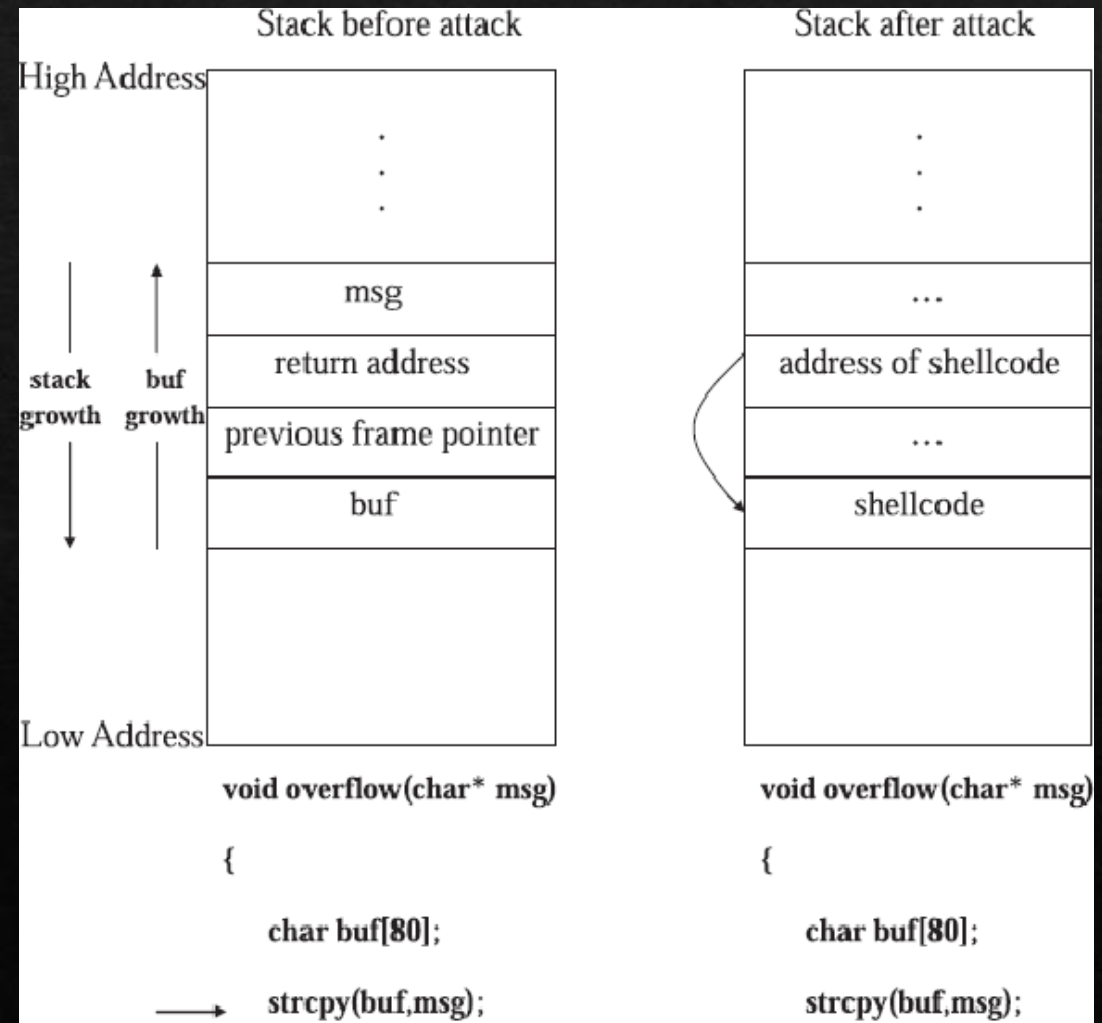 Stack before attack
Stack after attack
High Address
.
.
.
.
.
.
msg
...
return address
address of shellcode
stack
growth
buf
growth
previous frame pointer
...
buf
shellcode
Low Address
void overflow(char* msg)
{
char buf[80];
strcpy(buf,msg);
void overflow(char* msg)
{
char buf[80];
strcpy(buf,msg);